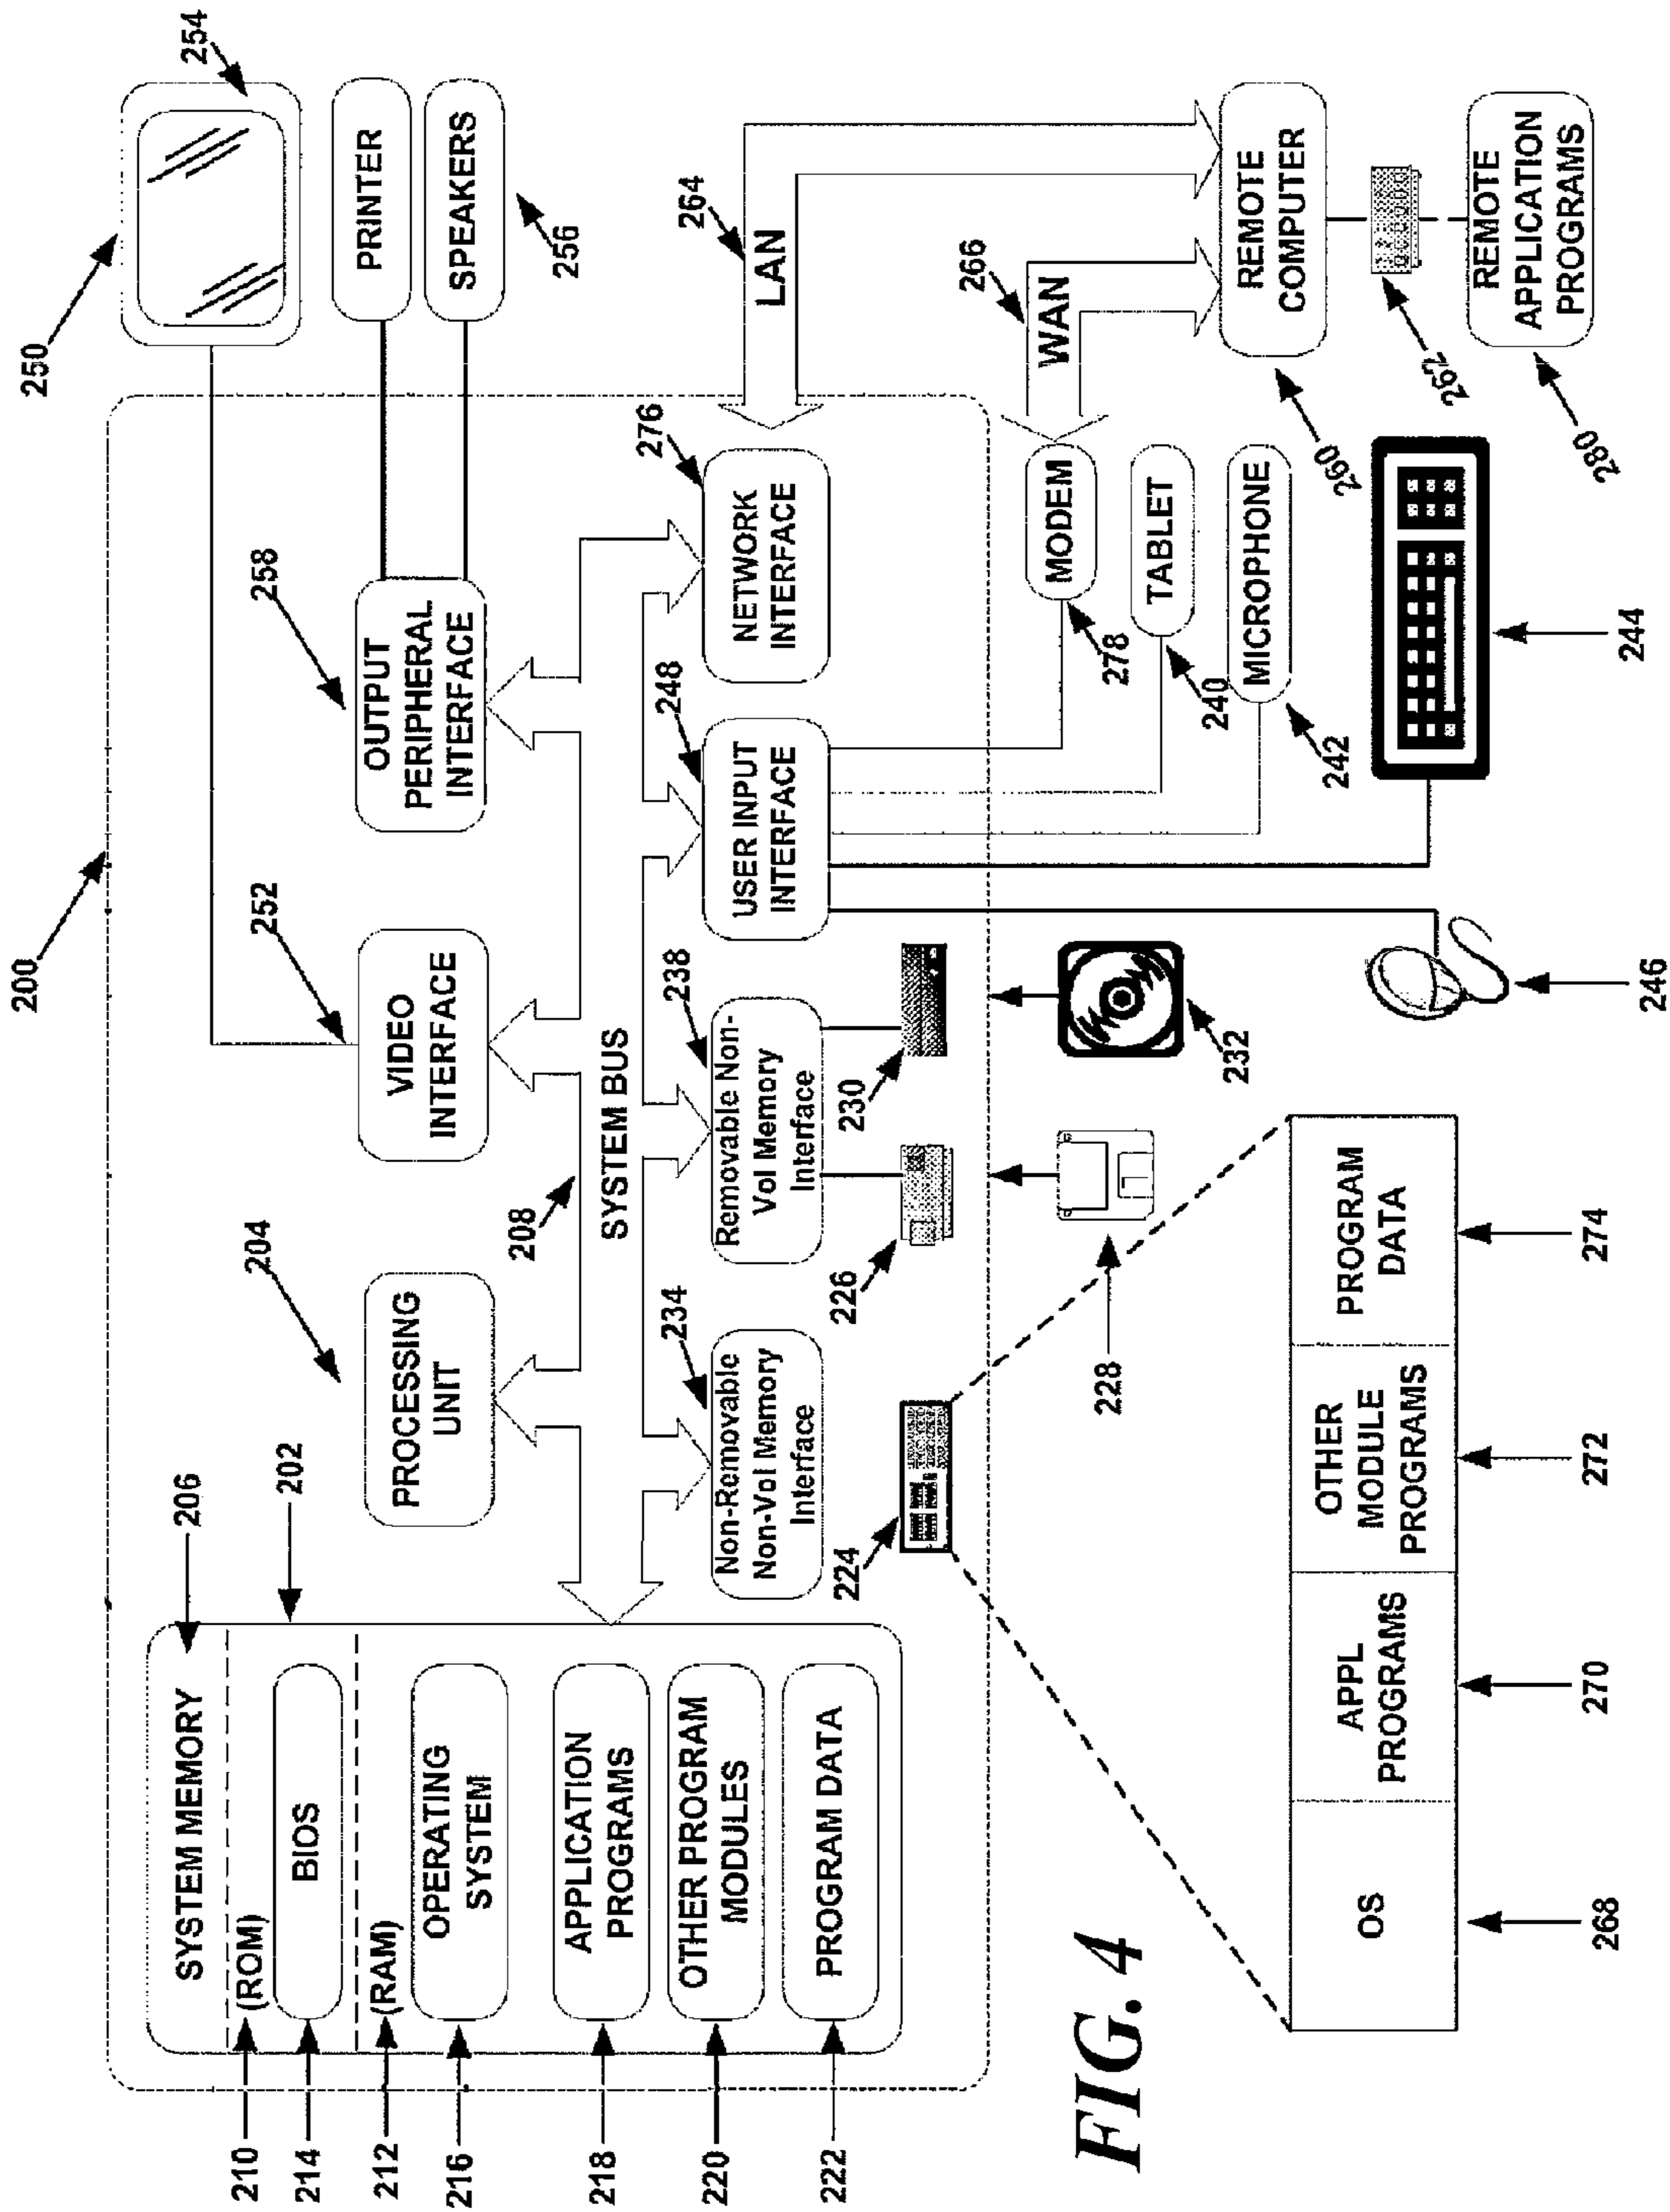 200
250
254
206
202
204
252
258
SYSTEM MEMORY
210
(ROM)
214
BIOS
212
(RAM)
216
OPERATING
SYSTEM
218
APPLICATION
PROGRAMS
220
OTHER PROGRAM
MODULES
222
PROGRAM DATA
PROCESSING
UNIT
VIDEO
INTERFACE
OUTPUT
PERIPHERAL
INTERFACE
PRINTER
SPEAKERS
256
208
SYSTEM BUS
234
Non-Removable
Non-Vol Memory
Interface
238
Removable Non-
Vol Memory
Interface
248
USER INPUT
INTERFACE
276
NETWORK
INTERFACE
264
LAN
224
226
230
266
WAN
MODEM
278
TABLET
240
MICROPHONE
242
228
232
REMOTE
COMPUTER
260
262
REMOTE
APPLICATION
PROGRAMS
280
OS
APPL
PROGRAMS
OTHER
MODULE
PROGRAMS
PROGRAM
DATA
268
270
272
274
246
244
FIG. 4